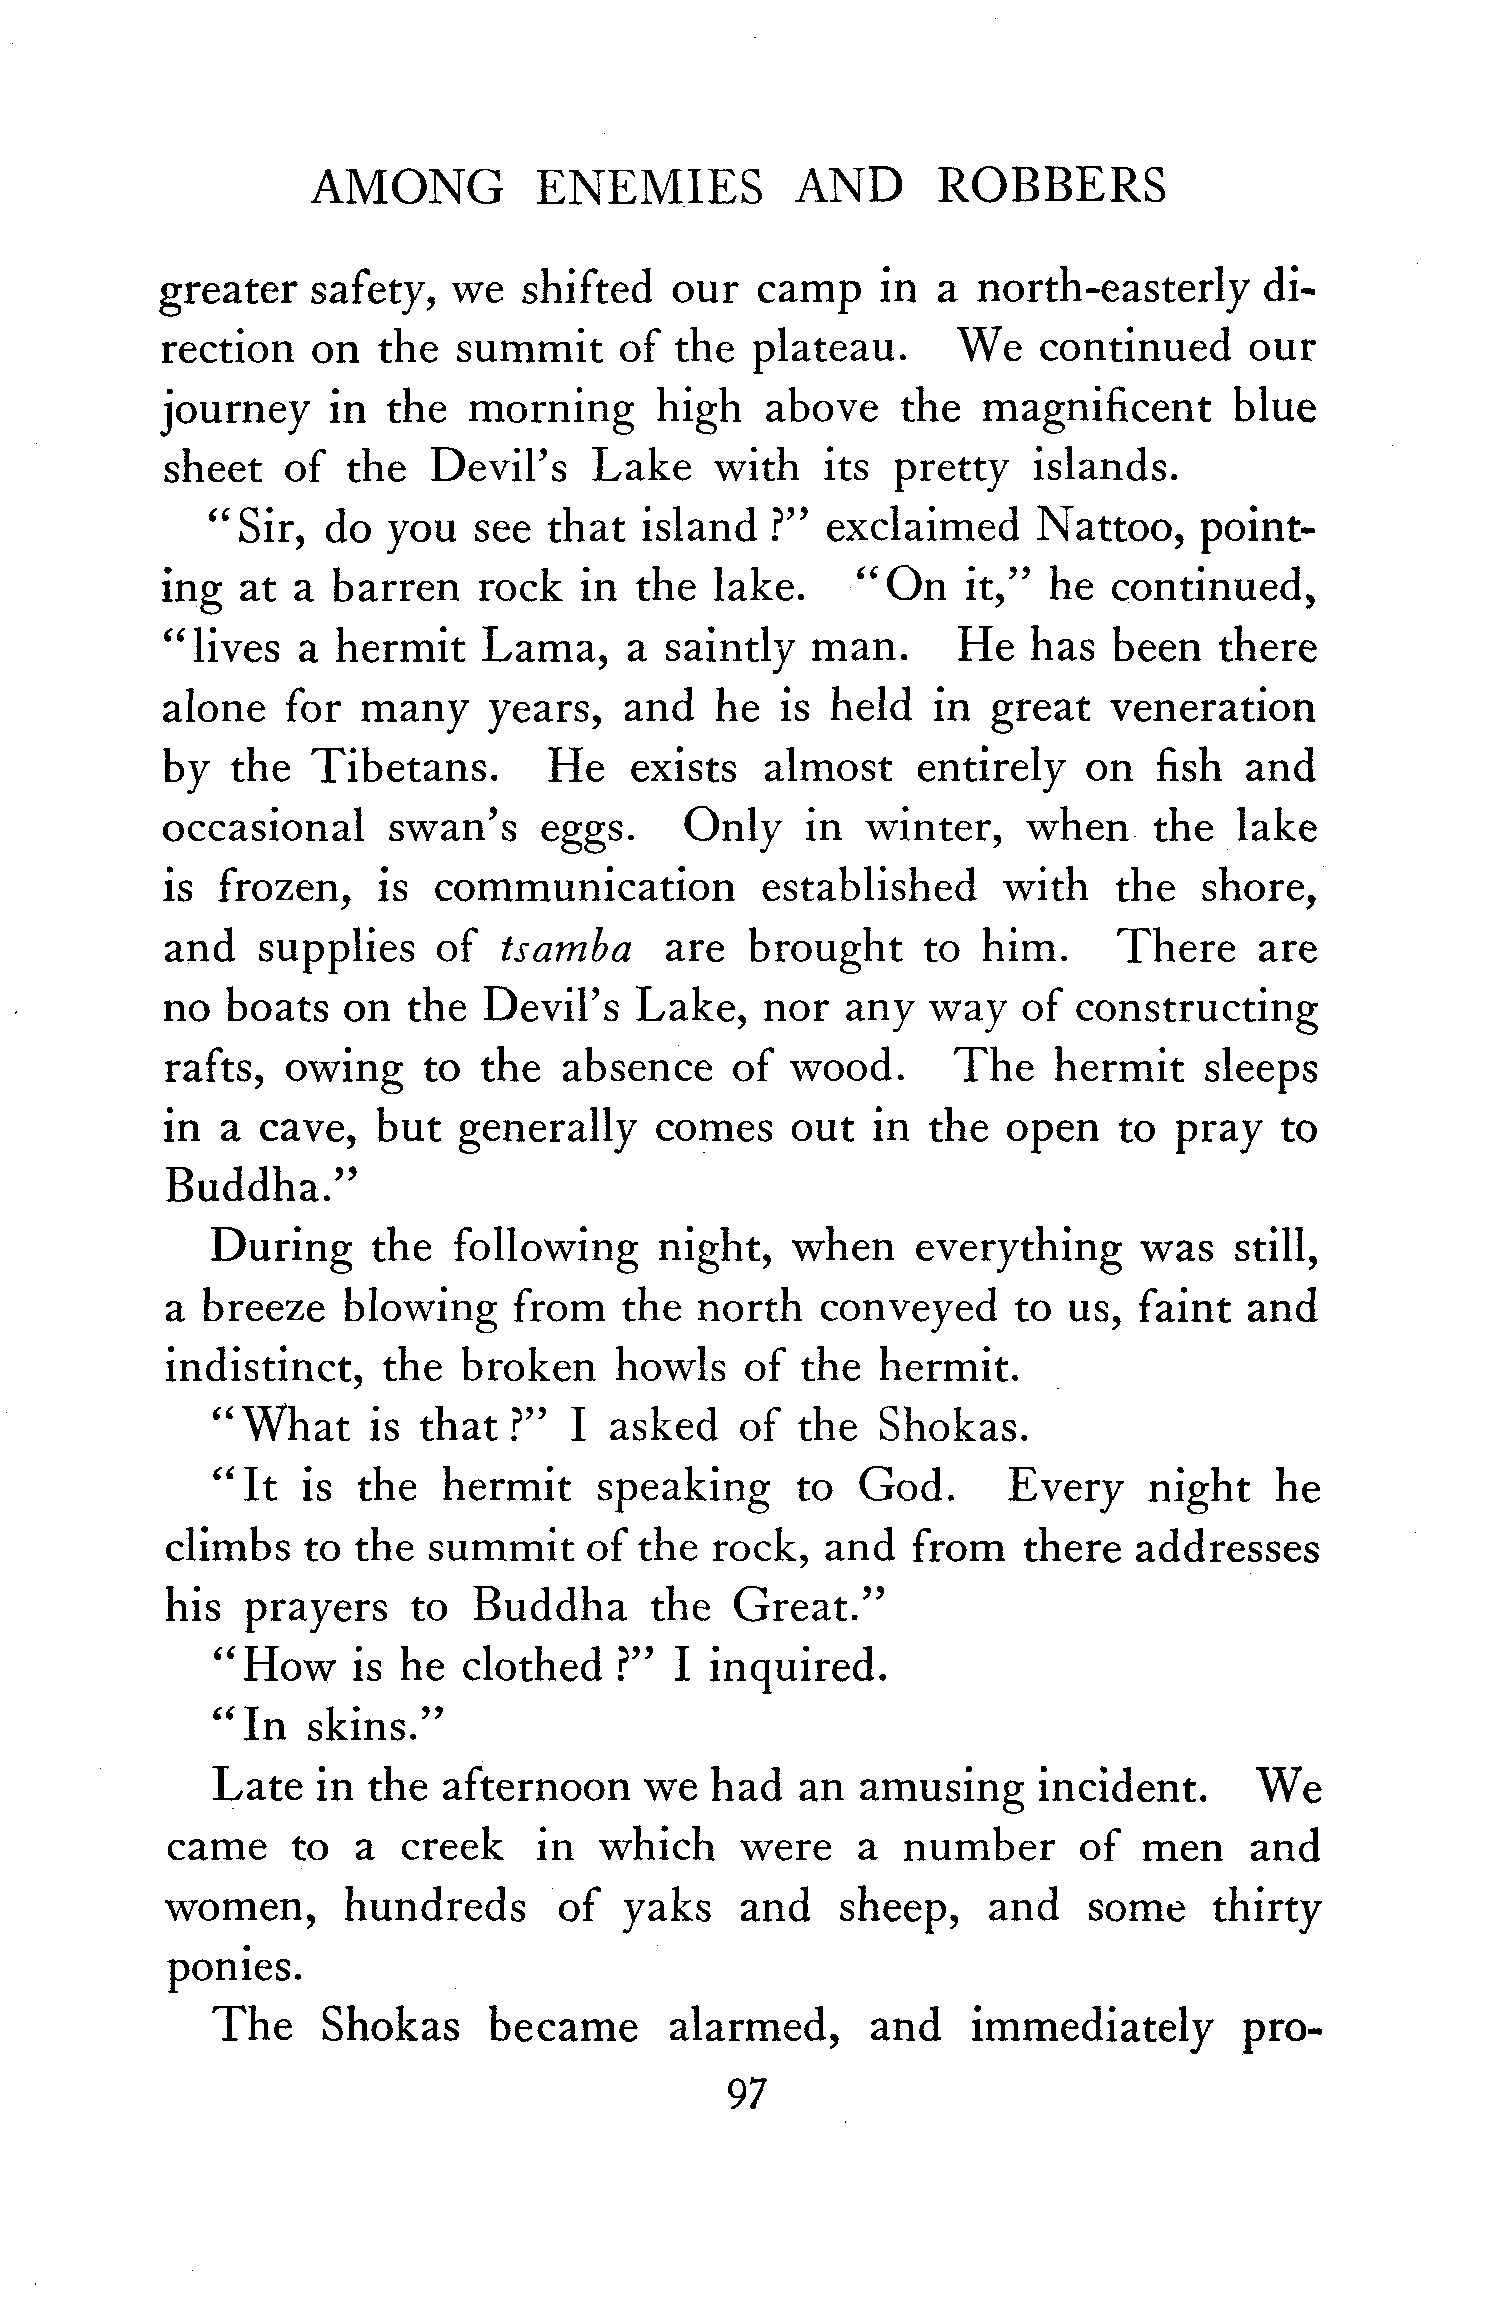 AMONG ENEMIES AND ROBBERS
greater safety, we shifted our camp in a north-easterly di-
rection on the summit of the plateau. We continued our
journey in the morning high above the magnificent blue
sheet of the Devil's Lake with its pretty islands.
"Sir, do you see that island?" exclaimed Nattoo, point-
ing at a barren rock in the lake. "On it," he continued,
"lives a hermit Lama, a saintly man. He has been there
alone for many years, and he is held in great veneration
by the Tibetans. He exists almost entirely on fish and
occasional swan's eggs. Only in winter, when the lake
is frozen, is communication established with the shore,
and supplies of tsamba are brought to him. There are
no boats on the Devil's Lake, nor any way of constructing
rafts, owing to the absence of wood. The hermit sleeps
in a cave, but generally comes out in the open to pray to
Buddha."
During the following night, when everything was still,
a breeze blowing from the north conveyed to us, faint and
indistinct, the broken howls of the hermit.
"What is that?" I asked of the Shokas.
"It is the hermit speaking to God. Every night he
climbs to the summit of the rock, and from there addresses
his prayers to Buddha the Great."
"How is he clothed?" I inquired.
"In skins."
Late in the afternoon we had an amusing incident. We
came to a creek in which were a number of men and
women, hundreds of yaks and sheep, and some thirty
ponies.
The Shokas became alarmed, and immediately pro-
97